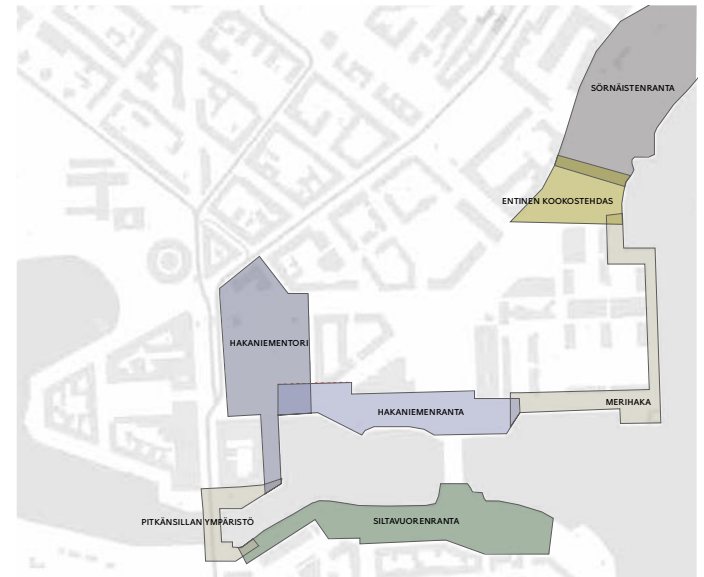 SÖRNÄISTENRANTA
ENTINEN KOOKOSTEHDAS
HAKANIEMENTORI
MERIHAKA
HAKANIEMENRANTA
PITKÄNSILLAN YMPÄRISTÖ
SILTAVUORENRANTA